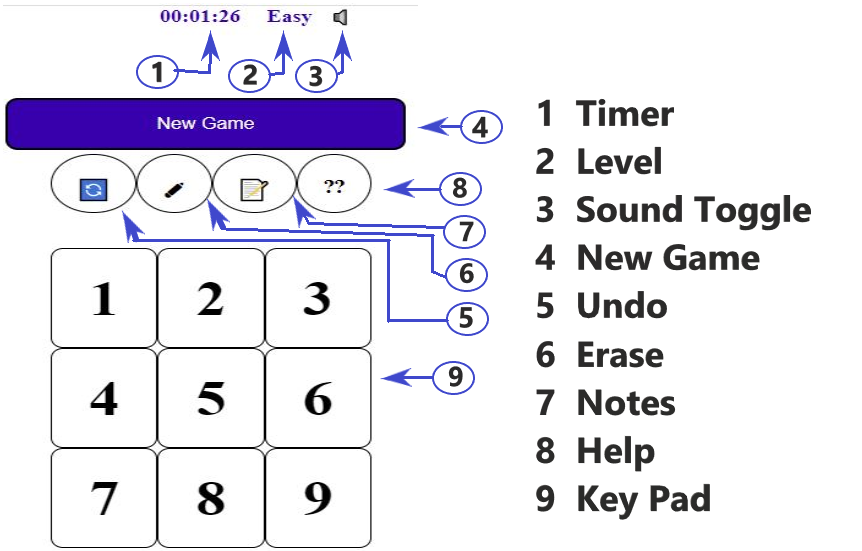 00:01:26 Easy
1 2 3
New Game 4
?? 8
7
6
5
1 2 3
4 5 6 9
7 8 9
1 Timer
2 Level
3 Sound Toggle
4 New Game
5 Undo
6 Erase
7 Notes
8 Help
9 Key Pad